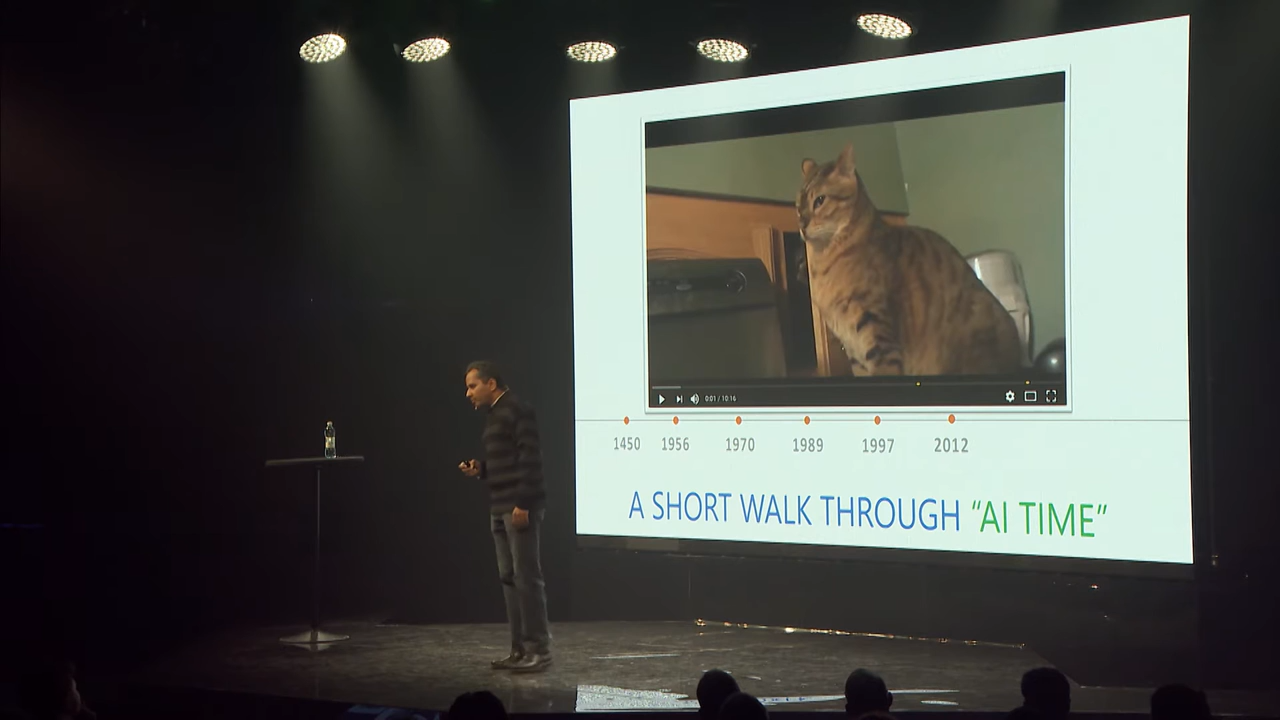 0:01 / 10:16
1450 1956 1970 1989 1997 2012
A SHORT WALK THROUGH “AI TIME”